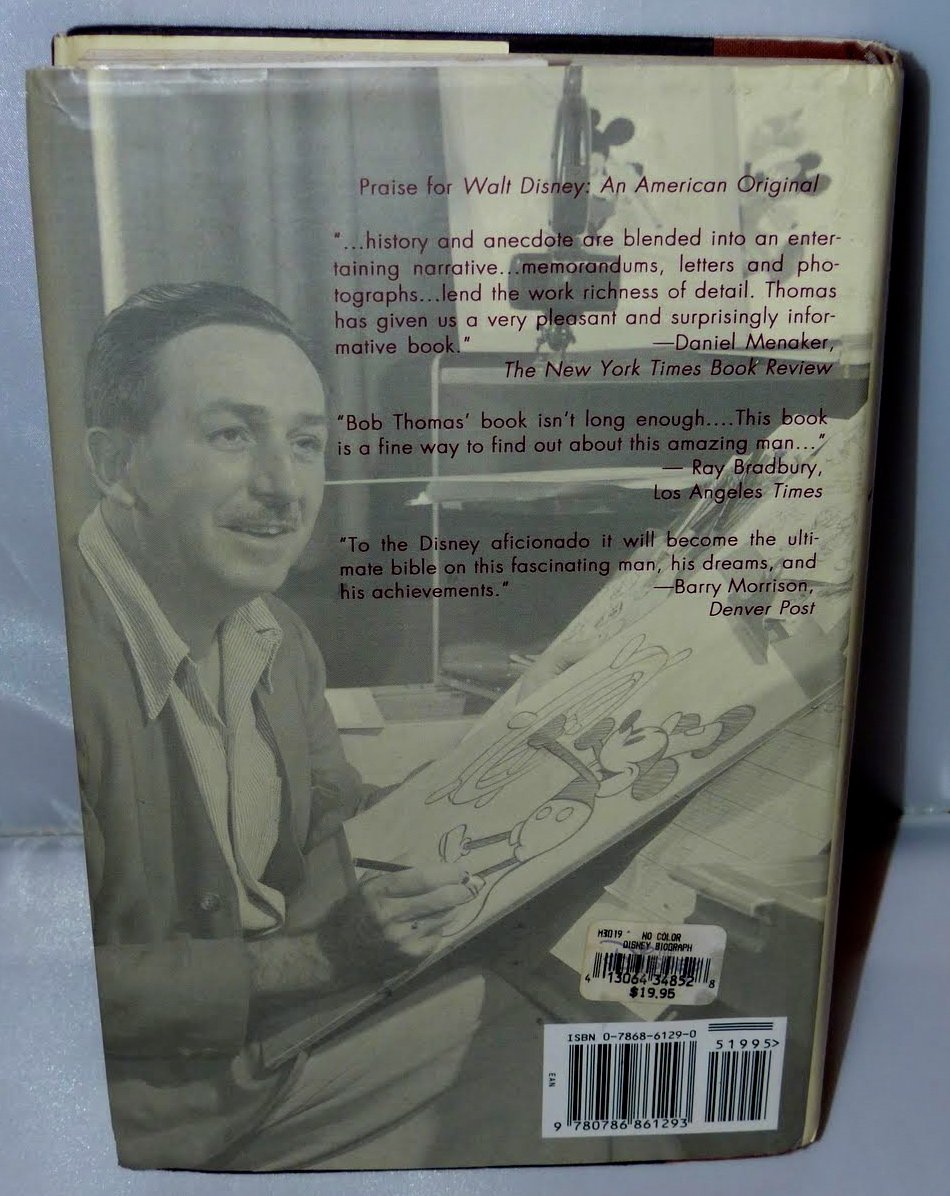 Praise for Walt Disney: An American Original
"...history and anecdote are blended into an enter-
taining narrative...memorandums, letters and pho-
tographs...lend the work richness of detail. Thomas
has given us a very pleasant and surprisingly infor-
mative book." —Daniel Menaker,
The New York Times Book Review
"Bob Thomas' book isn't long enough....This book
is a fine way to find out about this amazing man..."
— Ray Bradbury,
Los Angeles Times
"To the Disney aficionado it will become the ulti-
mate bible on this fascinating man, his dreams, and
his achievements." —Barry Morrison,
Denver Post
M3019 NO COLOR
DISNEY BIOGRAPH
4 13064 34852 8
$19.95
ISBN 0-7868-6129-0
51995>
EAN
9 780786 861293